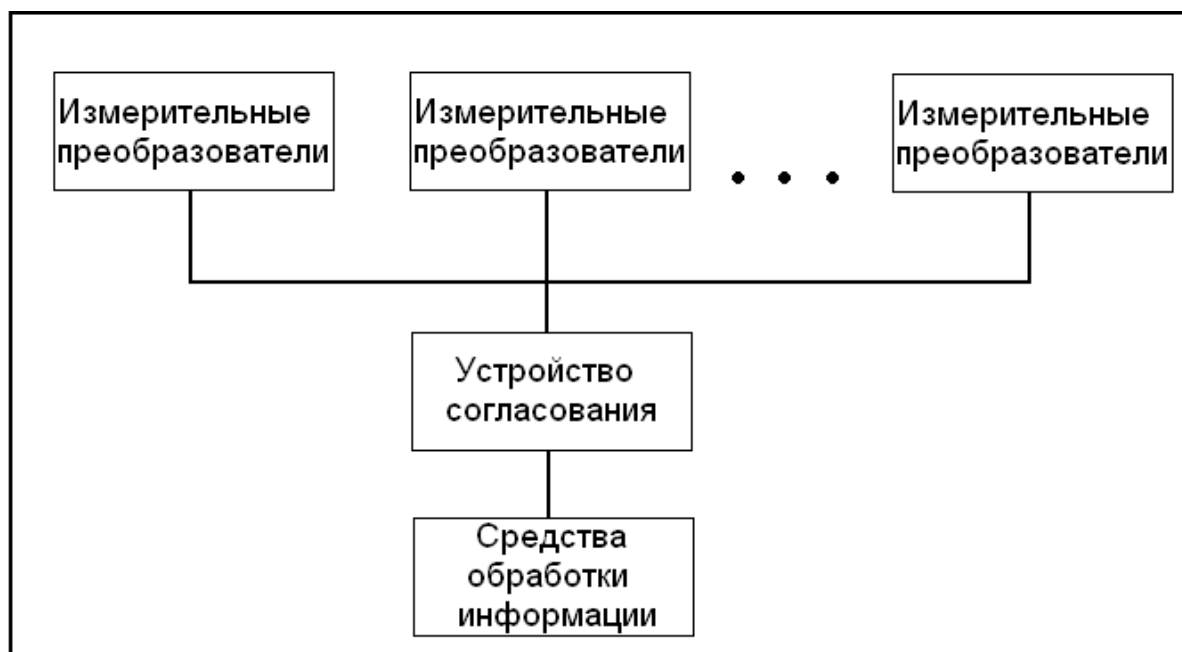 Измерительные
преобразователи
Измерительные
преобразователи
Измерительные
преобразователи
Устройство
согласования
Средства
обработки
информации